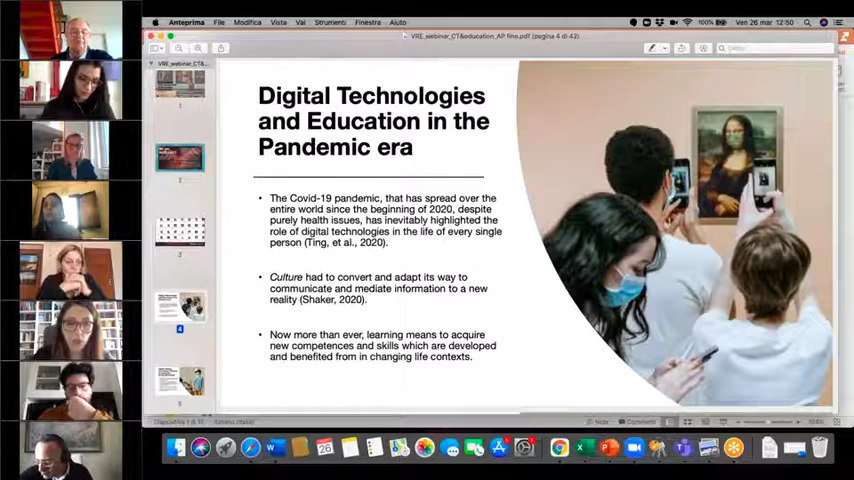 Anteprima File Modifica Vista Vai Strumenti Finestra Aiuto
100% Ven 26 mar 12:50
VRE_webinar_CT&education_AP fine.pdf (pagina 4 di 42)
VRE_webinar_CT&...
1
2
3
4
5
Digital Technologies
and Education in the
Pandemic era
• The Covid-19 pandemic, that has spread over the
entire world since the beginning of 2020, despite
purely health issues, has inevitably highlighted the
role of digital technologies in the life of every single
person (Ting, et al., 2020).
• Culture had to convert and adapt its way to
communicate and mediate information to a new
reality (Shaker, 2020).
• Now more than ever, learning means to acquire
new competences and skills which are developed
and benefited from in changing life contexts.
Italiano (Italia)
Note Commenti
26